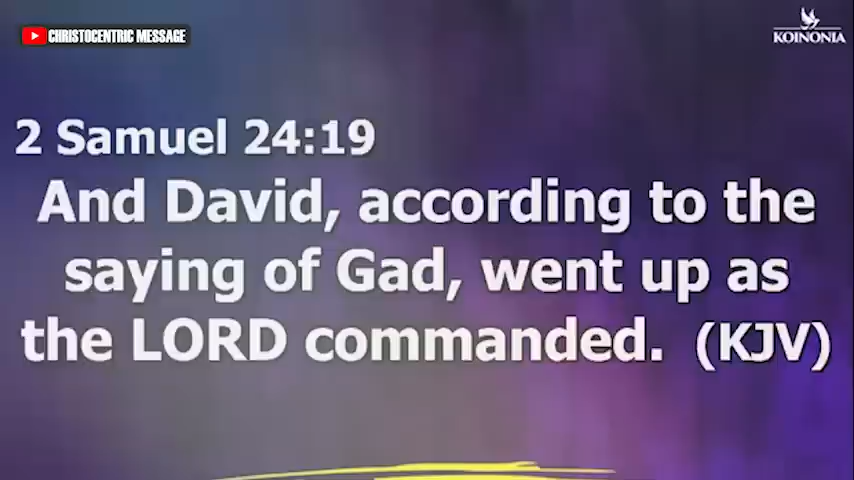 CHRISTOCENTRIC MESSAGE
KOINONIA
2 Samuel 24:19
And David, according to the
saying of Gad, went up as
the LORD commanded. (KJV)